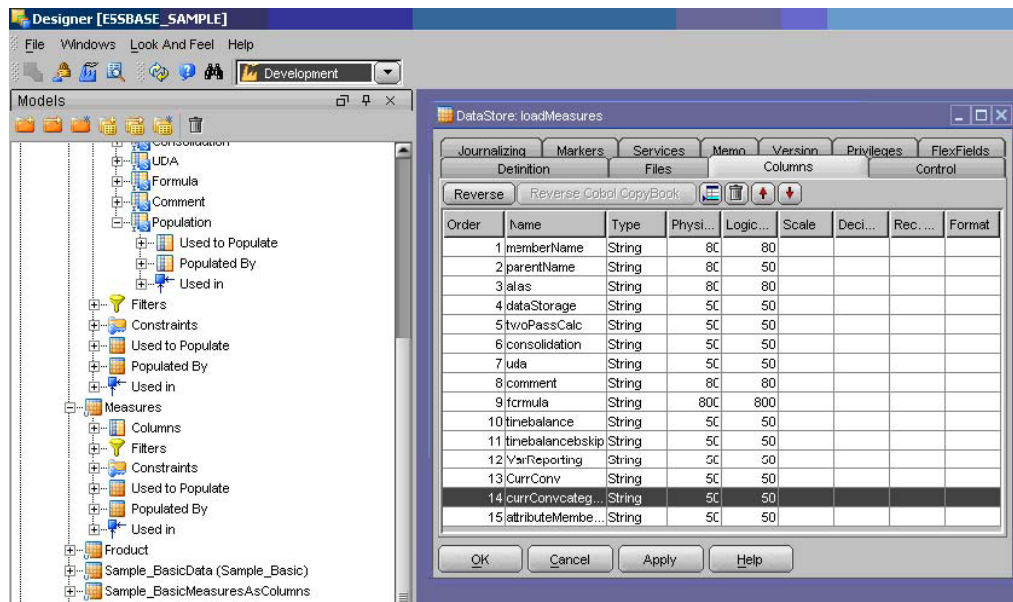 Designer [ESSBASE_SAMPLE]
File Windows Look And Feel Help
Development
Models
Consolidation
UDA
Formula
Comment
Population
Used to Populate
Populated By
Used in
Filters
Constraints
Used to Populate
Populated By
Used in
Measures
Columns
Filters
Constraints
Used to Populate
Populated By
Used in
Product
Sample_BasicData (Sample_Basic)
Sample_BasicMeasuresAsColumns
DataStore: loadMeasures
Journalizing Markers Services Memo Version Privileges FlexFields
Definition Files Columns Control
Reverse Reverse Cobol CopyBook
Order Name Type Physi... Logic... Scale Deci... Rec. ... Format
1 memberName String 80 80
2 parentName String 80 50
3 alas String 80 80
4 dataStorage String 50 50
5 twoPassCalc String 50 50
6 consolidation String 50 50
7 uda String 50 50
8 comment String 80 80
9 formula String 800 800
10 timebalance String 50 50
11 timebalancebskip String 50 50
12 VarReporting String 50 50
13 CurrConv String 50 50
14 currConvcateg... String 50 50
15 attributeMembe... String 50 50
OK Cancel Apply Help